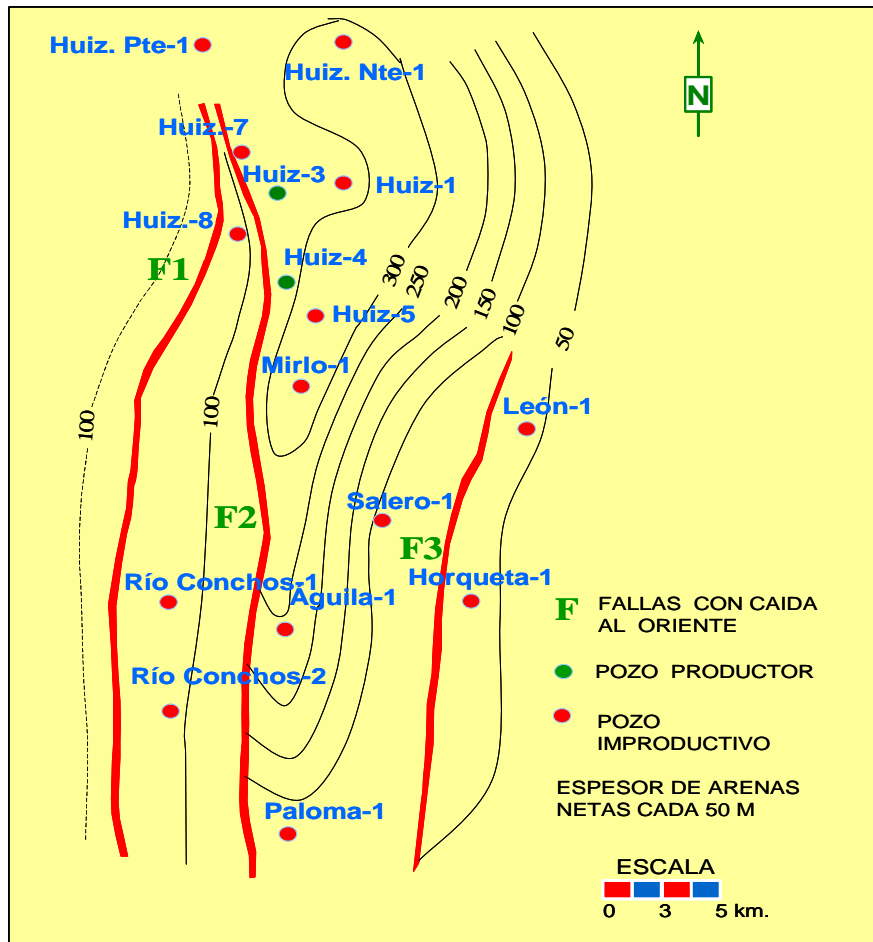 Huiz. Pte-1
Huiz. Nte-1
N
Huiz.-7
Huiz-3
Huiz-1
Huiz.-8
F1
Huiz-4
300
250
200
150
100
50
Huiz-5
Mirlo-1
100
100
León-1
Salero-1
F2
F3
Río Conchos-1
Águila-1
Horqueta-1
F FALLAS CON CAIDA
AL ORIENTE
Río Conchos-2
POZO PRODUCTOR
POZO
IMPRODUCTIVO
ESPESOR DE ARENAS
NETAS CADA 50 M
Paloma-1
ESCALA
0 3 5 km.